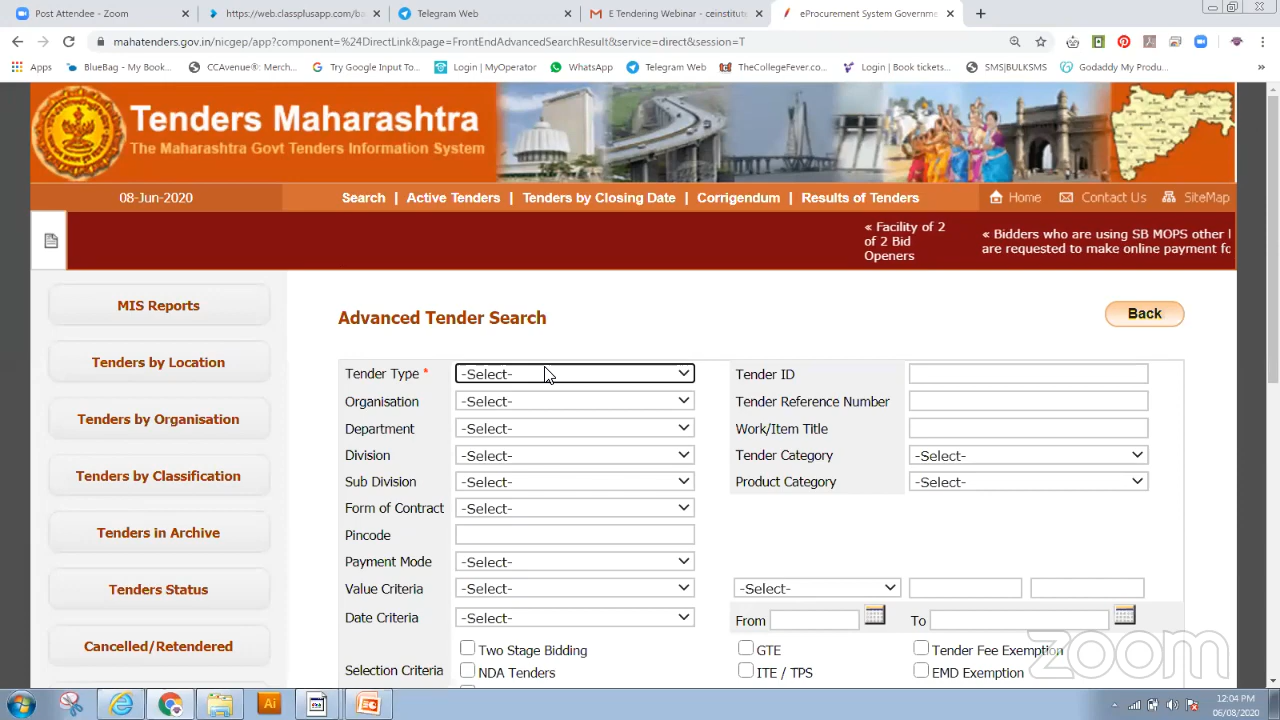 Post Attendee - Zoom
https://web.classplusapp.com/ba
Telegram Web
E Tendering Webinar - ceinstitute
eProcurement System Governme
mahatenders.gov.in/nicgep/app?component=%24DirectLink&page=FrontEndAdvancedSearchResult&service=direct&session=T
Apps
BlueBag - My Book...
CCAvenue®: Merch...
Try Google Input To...
Login | MyOperator
WhatsApp
Telegram Web
TheCollegeFever.co...
Login | Book tickets...
SMS|BULKSMS
Godaddy My Produ...
Tenders Maharashtra
The Maharashtra Govt Tenders Information System
08-Jun-2020
Search | Active Tenders | Tenders by Closing Date | Corrigendum | Results of Tenders
Home
Contact Us
SiteMap
« Facility of 2
of 2 Bid
Openers
« Bidders who are using SB MOPS other
are requested to make online payment fo
MIS Reports
Tenders by Location
Tenders by Organisation
Tenders by Classification
Tenders in Archive
Tenders Status
Cancelled/Retendered
Advanced Tender Search
Back
Tender Type * -Select-
Tender ID
Organisation -Select-
Tender Reference Number
Department -Select-
Work/Item Title
Division -Select-
Tender Category -Select-
Sub Division -Select-
Product Category -Select-
Form of Contract -Select-
Pincode
Payment Mode -Select-
Value Criteria -Select- -Select-
Date Criteria -Select-
From To
Selection Criteria
Two Stage Bidding
GTE
Tender Fee Exemption
NDA Tenders
ITE / TPS
EMD Exemption
zoom
Ai
12:04 PM
06/08/2020